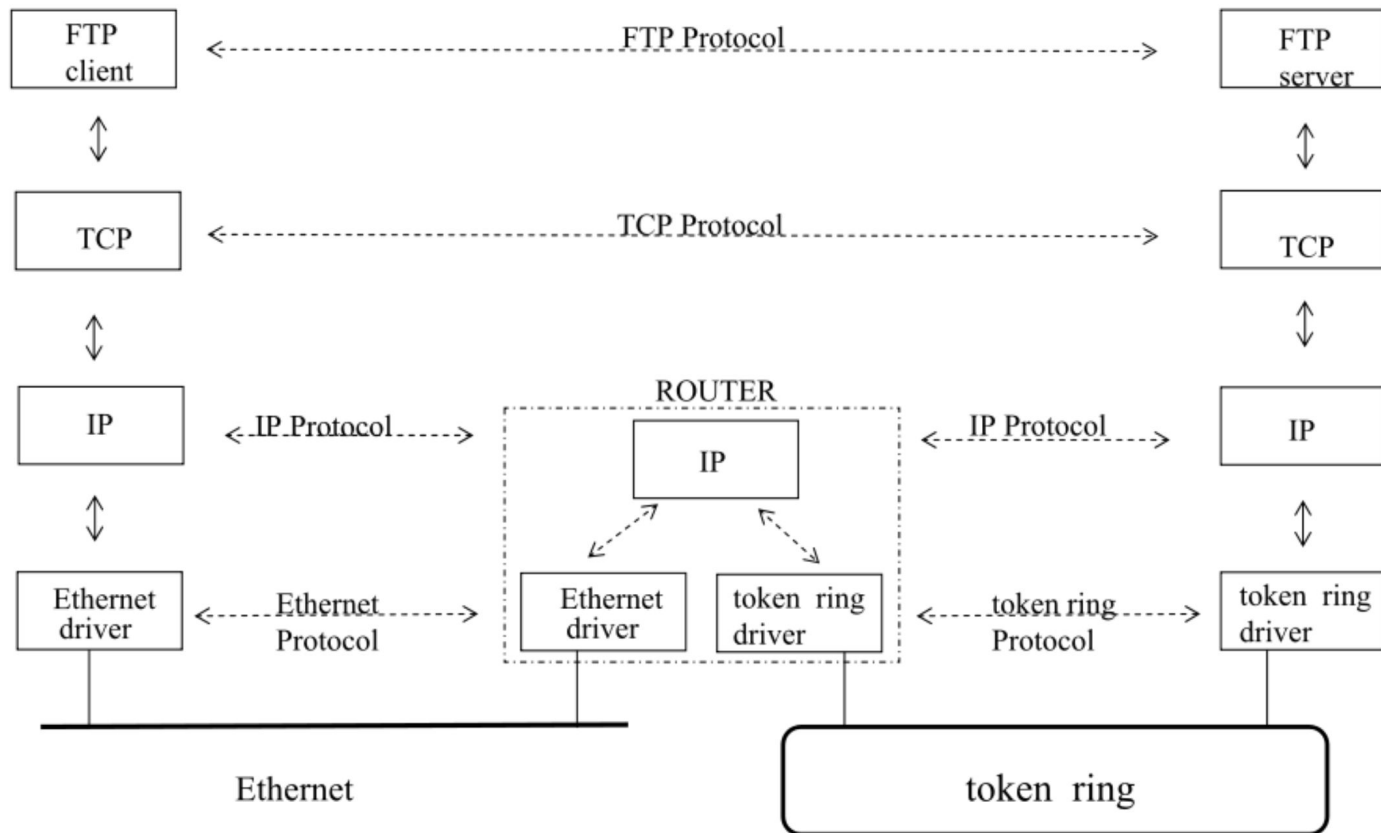 FTP
client
FTP Protocol
FTP
server
TCP
TCP Protocol
TCP
ROUTER
IP
IP Protocol
IP
IP Protocol
IP
Ethernet
driver
Ethernet
Protocol
Ethernet
driver
token ring
driver
token ring
Protocol
token ring
driver
Ethernet
token ring